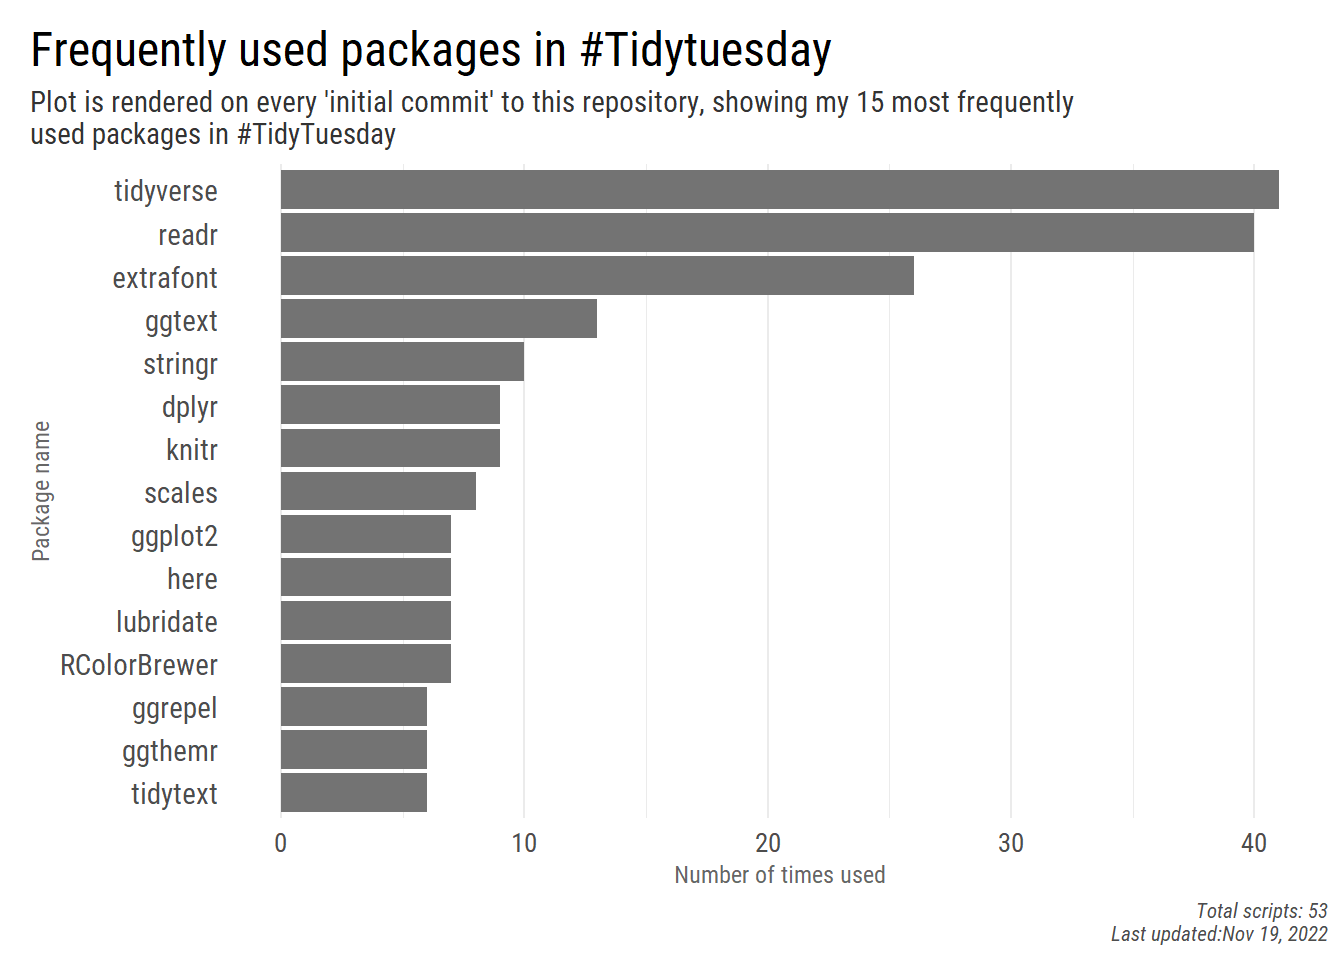 Frequently used packages in #Tidytuesday
Plot is rendered on every 'initial commit' to this repository, showing my 15 most frequently
used packages in #TidyTuesday
Package name
tidyverse
readr
extrafont
ggtext
stringr
dplyr
knitr
scales
ggplot2
here
lubridate
RColorBrewer
ggrepel
ggthemr
tidytext
0 10 20 30 40
Number of times used
Total scripts: 53
Last updated:Nov 19, 2022